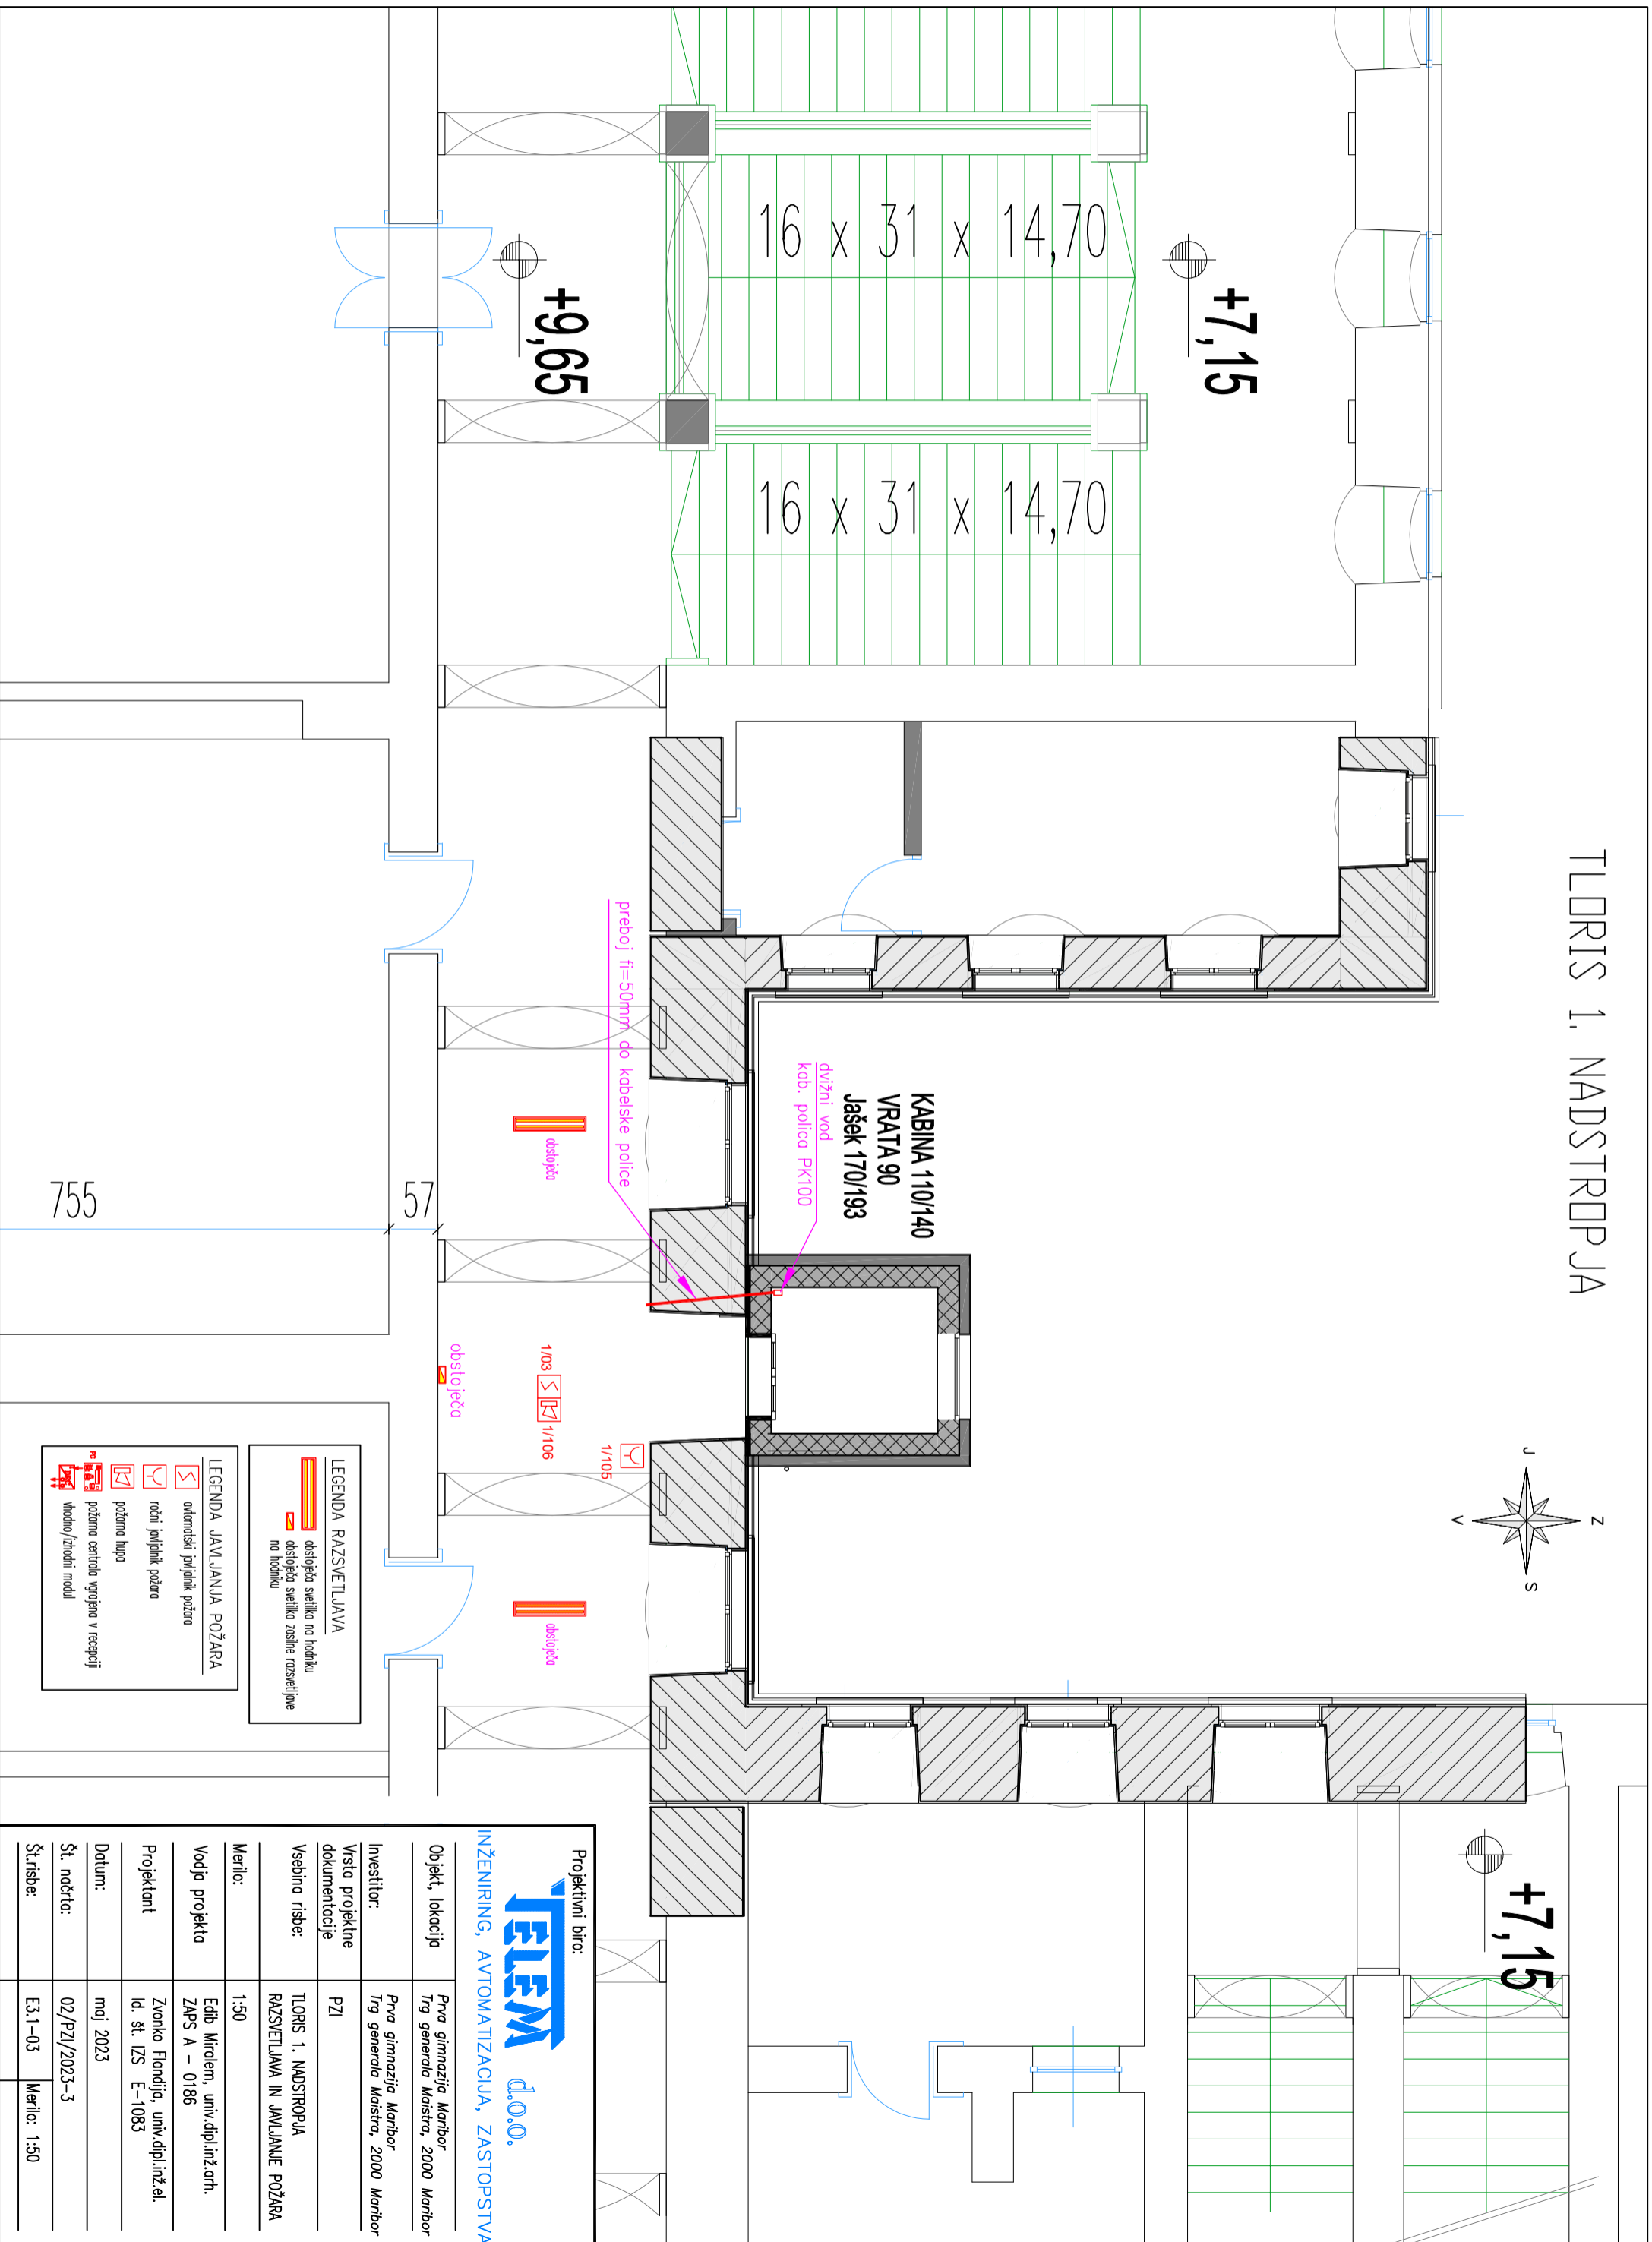 TLORIS 1. NADSTROPJA
J
Z
V
S
+7,15
+7,15
+9,65
16 x 31 x 14,70
16 x 31 x 14,70
KABINA 110/140
VRATA 90
Jašek 170/193
dvižni vod
kab. polica PK100
preboj fi=50mm do kabelske police
obstoječa
1/03
1/106
1/105
obstoječa
obstoječa
755
57
LEGENDA RAZSVETLJAVA
obstoječa svetilka na hodniku
obstoječa svetilka zasilne razsvetljave
na hodniku
LEGENDA JAVLJANJA POŽARA
avtomatski javljalnik požara
ročni javljalnik požara
požarna hupa
PC
požarna centrala vgrajena v recepciji
vhodno/izhodni modul
Projektivni biro:
TELEM d.o.o.
INŽENIRING, AVTOMATIZACIJA, ZASTOPSTVA
Objekt, lokacija
Prva gimnazija Maribor
Trg generala Maistra, 2000 Maribor
Investitor:
Prva gimnazija Maribor
Trg generala Maistra, 2000 Maribor
Vrsta projektne
dokumentacije
PZI
Vsebina risbe:
TLORIS 1. NADSTROPJA
RAZSVETLJAVA IN JAVLJANJE POŽARA
Merilo:
1:50
Vodja projekta
Edib Miralem, univ.dipl.inž.arh.
ZAPS A - 0186
Projektant
Zvonko Flandija, univ.dipl.inž.el.
Id. št. IZS E-1083
Datum:
maj 2023
Št. načrta:
02/PZI/2023-3
Št.risbe:
E3.1-03
Merilo: 1:50